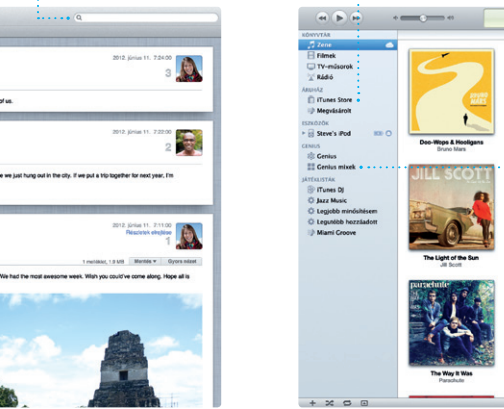 2012. június 11. 7:24:00
3
of us.
2012. június 11. 7:23:00
2
e we just hung out in the city. If we put a trip together for next year, I'm
2012. június 11. 7:11:00
Részletek elrejtése
1
1 melléklet, 1,9 MB Mentés Gyors nézet
We had the most awesome week. Wish you could've come along. Hope all is
KÖNYVTÁR
Zene
Filmek
TV-műsorok
Rádió
ÁRUHÁZ
iTunes Store
Megvásárolt
ESZKÖZÖK
Steve's iPod
GENIUS
Genius
Genius mixek
JÁTÉKLISTÁK
iTunes DJ
Jazz Music
Legjobb minősítésem
Legutóbb hozzáadott
Miami Groove
BRUNO
MARS
Doo-Wops & Hooligans
Bruno Mars
JILL SCOTT
The Light of the Sun
Jill Scott
parachute
The Way It Was
Parachute